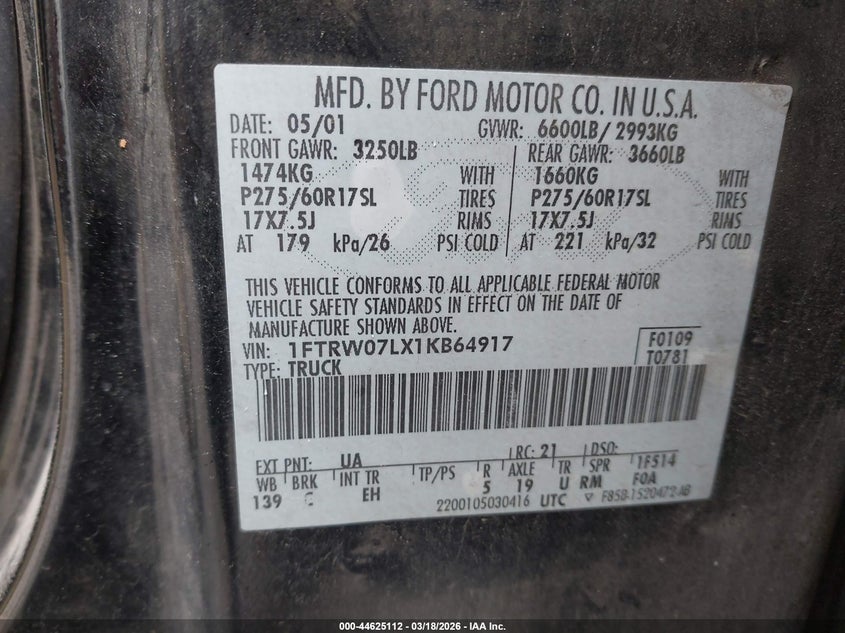 MFD. BY FORD MOTOR CO. IN U.S.A.
DATE: 05/01 GVWR: 6600LB/ 2993KG
FRONT GAWR: 3250LB REAR GAWR: 3660LB
1474KG WITH 1660KG WITH
P275/60R17SL TIRES P275/60R17SL TIRES
17X7.5J RIMS 17X7.5J RIMS
AT 179 kPa/26 PSI COLD AT 221 kPa/32 PSI COLD
THIS VEHICLE CONFORMS TO ALL APPLICABLE FEDERAL MOTOR
VEHICLE SAFETY STANDARDS IN EFFECT ON THE DATE OF
MANUFACTURE SHOWN ABOVE.
VIN: 1FTRW07LX1KB64917 F0109
TYPE: TRUCK T0781
EXT PNT: UA RC: 21 DSO:
WB BRK INT TR TP/PS R AXLE TR SPR 1F514
139 C EH 5 19 U RM FOA
2200105030416 UTC F85B-1520472-AB
000-44625112 — 03/18/2026 — IAA Inc.